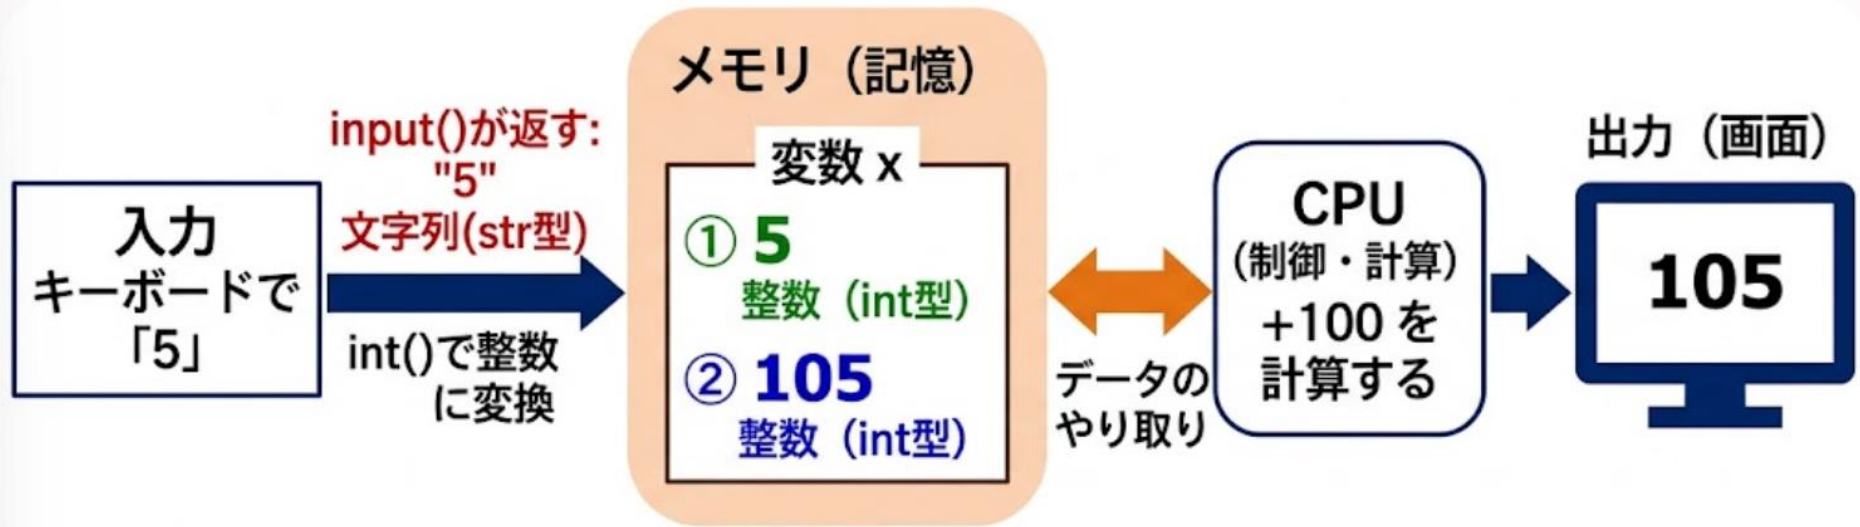 入力
キーボードで
「5」
input()が返す:
"5"
文字列(str型)
int()で整数
に変換
メモリ（記憶）
変数 x
① 5
整数（int型）
② 105
整数（int型）
データの
やり取り
CPU
（制御・計算）
+100 を
計算する
出力（画面）
105